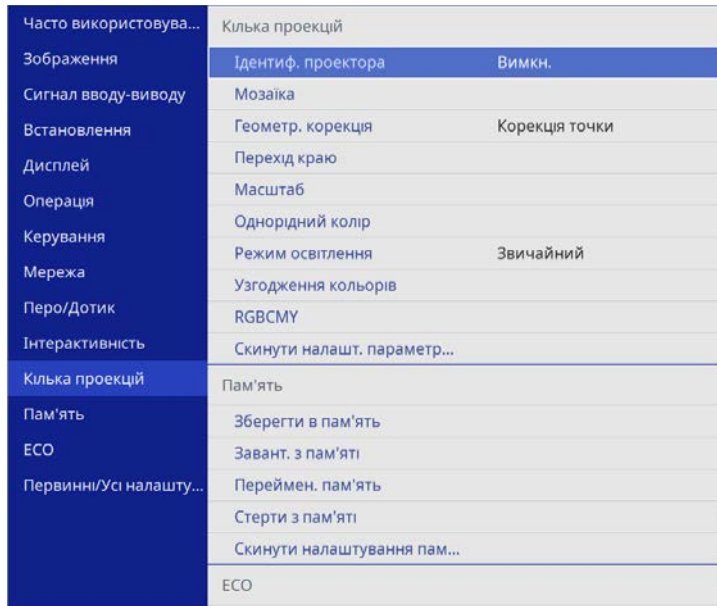 Часто використовува...
Зображення
Сигнал вводу-виводу
Встановлення
Дисплей
Операція
Керування
Мережа
Перо/Дотик
Інтерактивність
Кілька проекцій
Пам'ять
ECO
Первинні/Усі налашту...
Кілька проекцій
Ідентиф. проектора Вимкн.
Мозаїка
Геометр. корекція Корекція точки
Перехід краю
Масштаб
Однорідний колір
Режим освітлення Звичайний
Узгодження кольорів
RGBCMY
Скинути налашт. параметр...
Пам'ять
Зберегти в пам'ять
Завант. з пам'яті
Переймен. пам'ять
Стерти з пам'яті
Скинути налаштування пам...
ECO